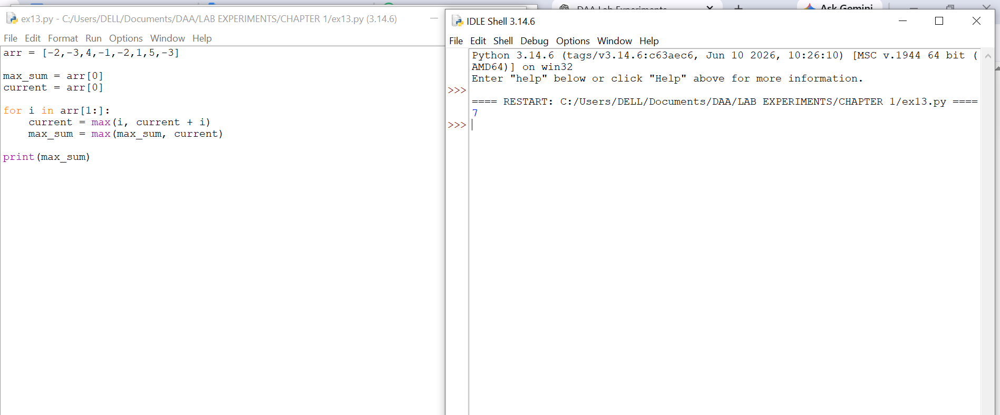 DAA Lab Experiments
Ask Gemini
ex13.py - C:/Users/DELL/Documents/DAA/LAB EXPERIMENTS/CHAPTER 1/ex13.py (3.14.6)
File Edit Format Run Options Window Help
arr = [-2,-3,4,-1,-2,1,5,-3]
max_sum = arr[0]
current = arr[0]
for i in arr[1:]:
    current = max(i, current + i)
    max_sum = max(max_sum, current)
print(max_sum)
IDLE Shell 3.14.6
File Edit Shell Debug Options Window Help
Python 3.14.6 (tags/v3.14.6:c63aec6, Jun 10 2026, 10:26:10) [MSC v.1944 64 bit (
AMD64)] on win32
Enter "help" below or click "Help" above for more information.
>>>
==== RESTART: C:/Users/DELL/Documents/DAA/LAB EXPERIMENTS/CHAPTER 1/ex13.py ====
7
>>>